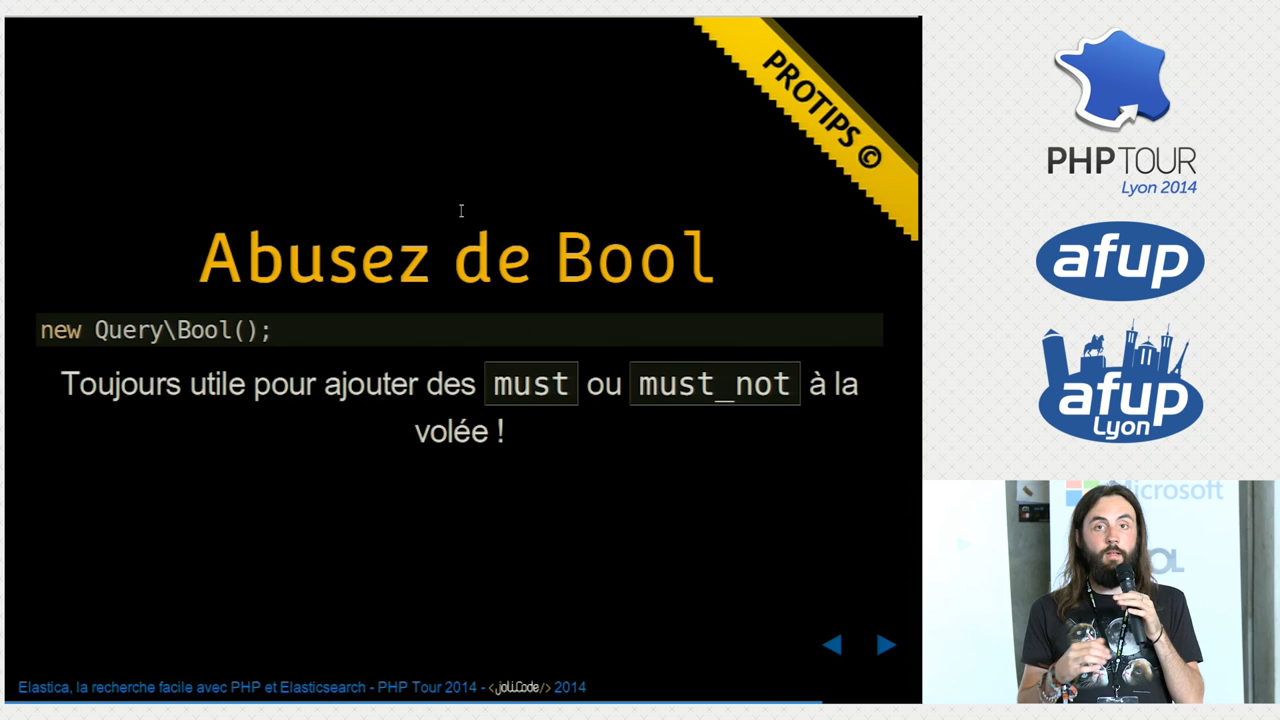 PROTIPS ©
Abusez de Bool
new Query\Bool();
Toujours utile pour ajouter des must ou must_not à la
volée !
Elastica, la recherche facile avec PHP et Elasticsearch - PHP Tour 2014 - <JoliCode/> 2014
PHP TOUR
Lyon 2014
afup
afup
Lyon
Microsoft